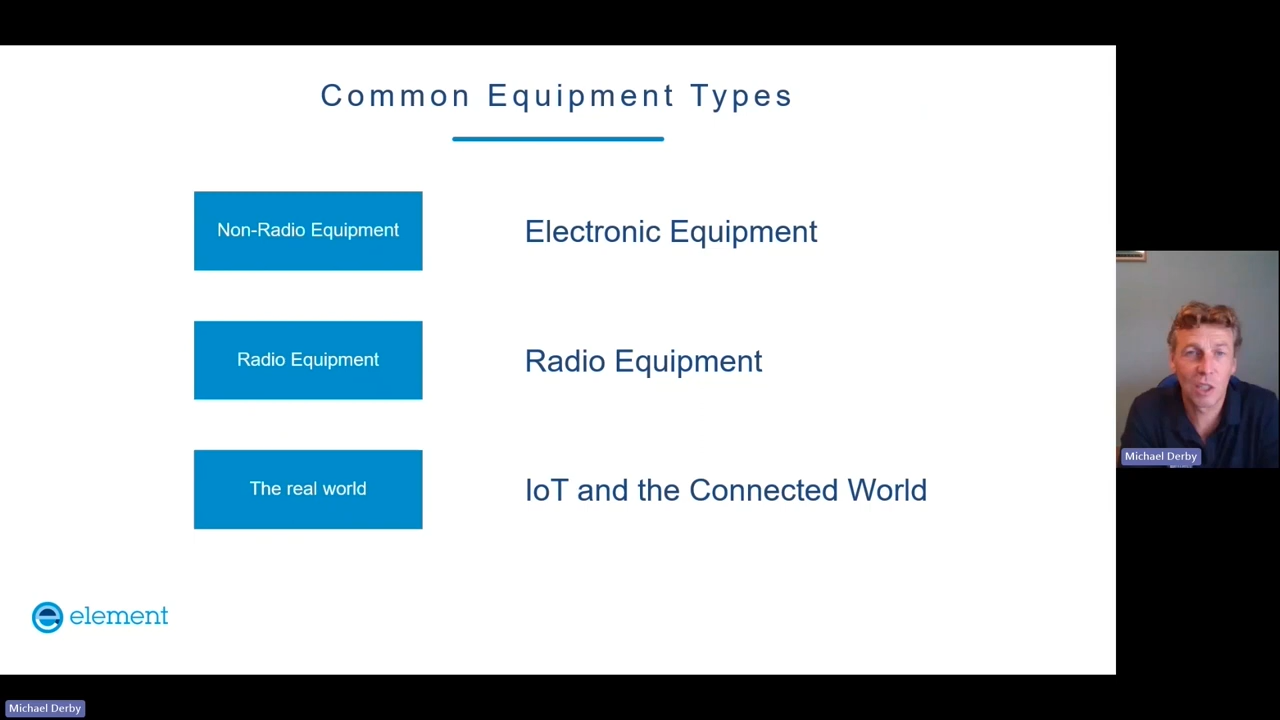 Common Equipment Types
Non-Radio Equipment
Electronic Equipment
Radio Equipment
Radio Equipment
The real world
IoT and the Connected World
element
Michael Derby
Michael Derby